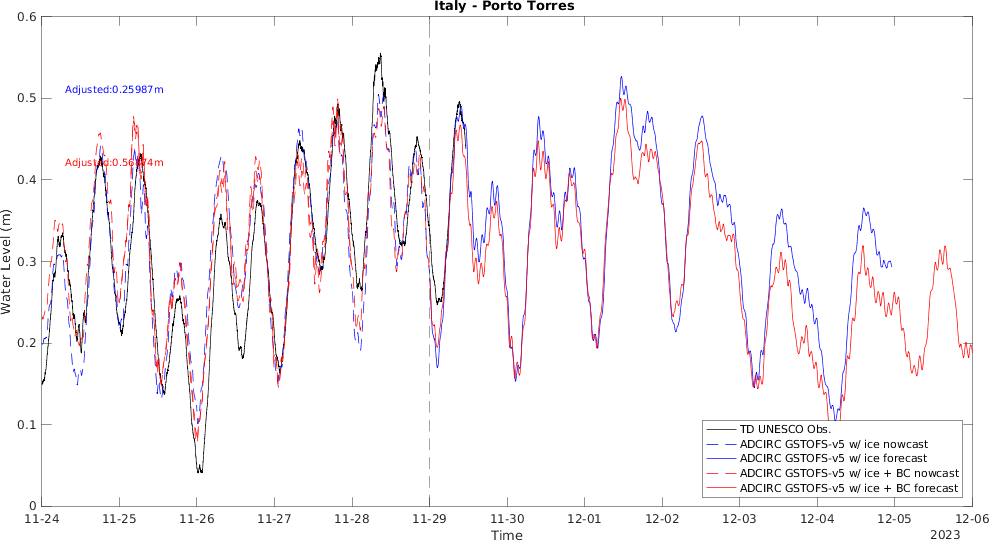 Italy - Porto Torres
0.6
0.5
0.4
0.3
0.2
0.1
0
Water Level (m)
Adjusted:0.25987m
Adjusted:0.56874m
TD UNESCO Obs.
ADCIRC GSTOFS-v5 w/ ice nowcast
ADCIRC GSTOFS-v5 w/ ice forecast
ADCIRC GSTOFS-v5 w/ ice + BC nowcast
ADCIRC GSTOFS-v5 w/ ice + BC forecast
11-24 11-25 11-26 11-27 11-28 11-29 11-30 12-01 12-02 12-03 12-04 12-05 12-06
Time
2023